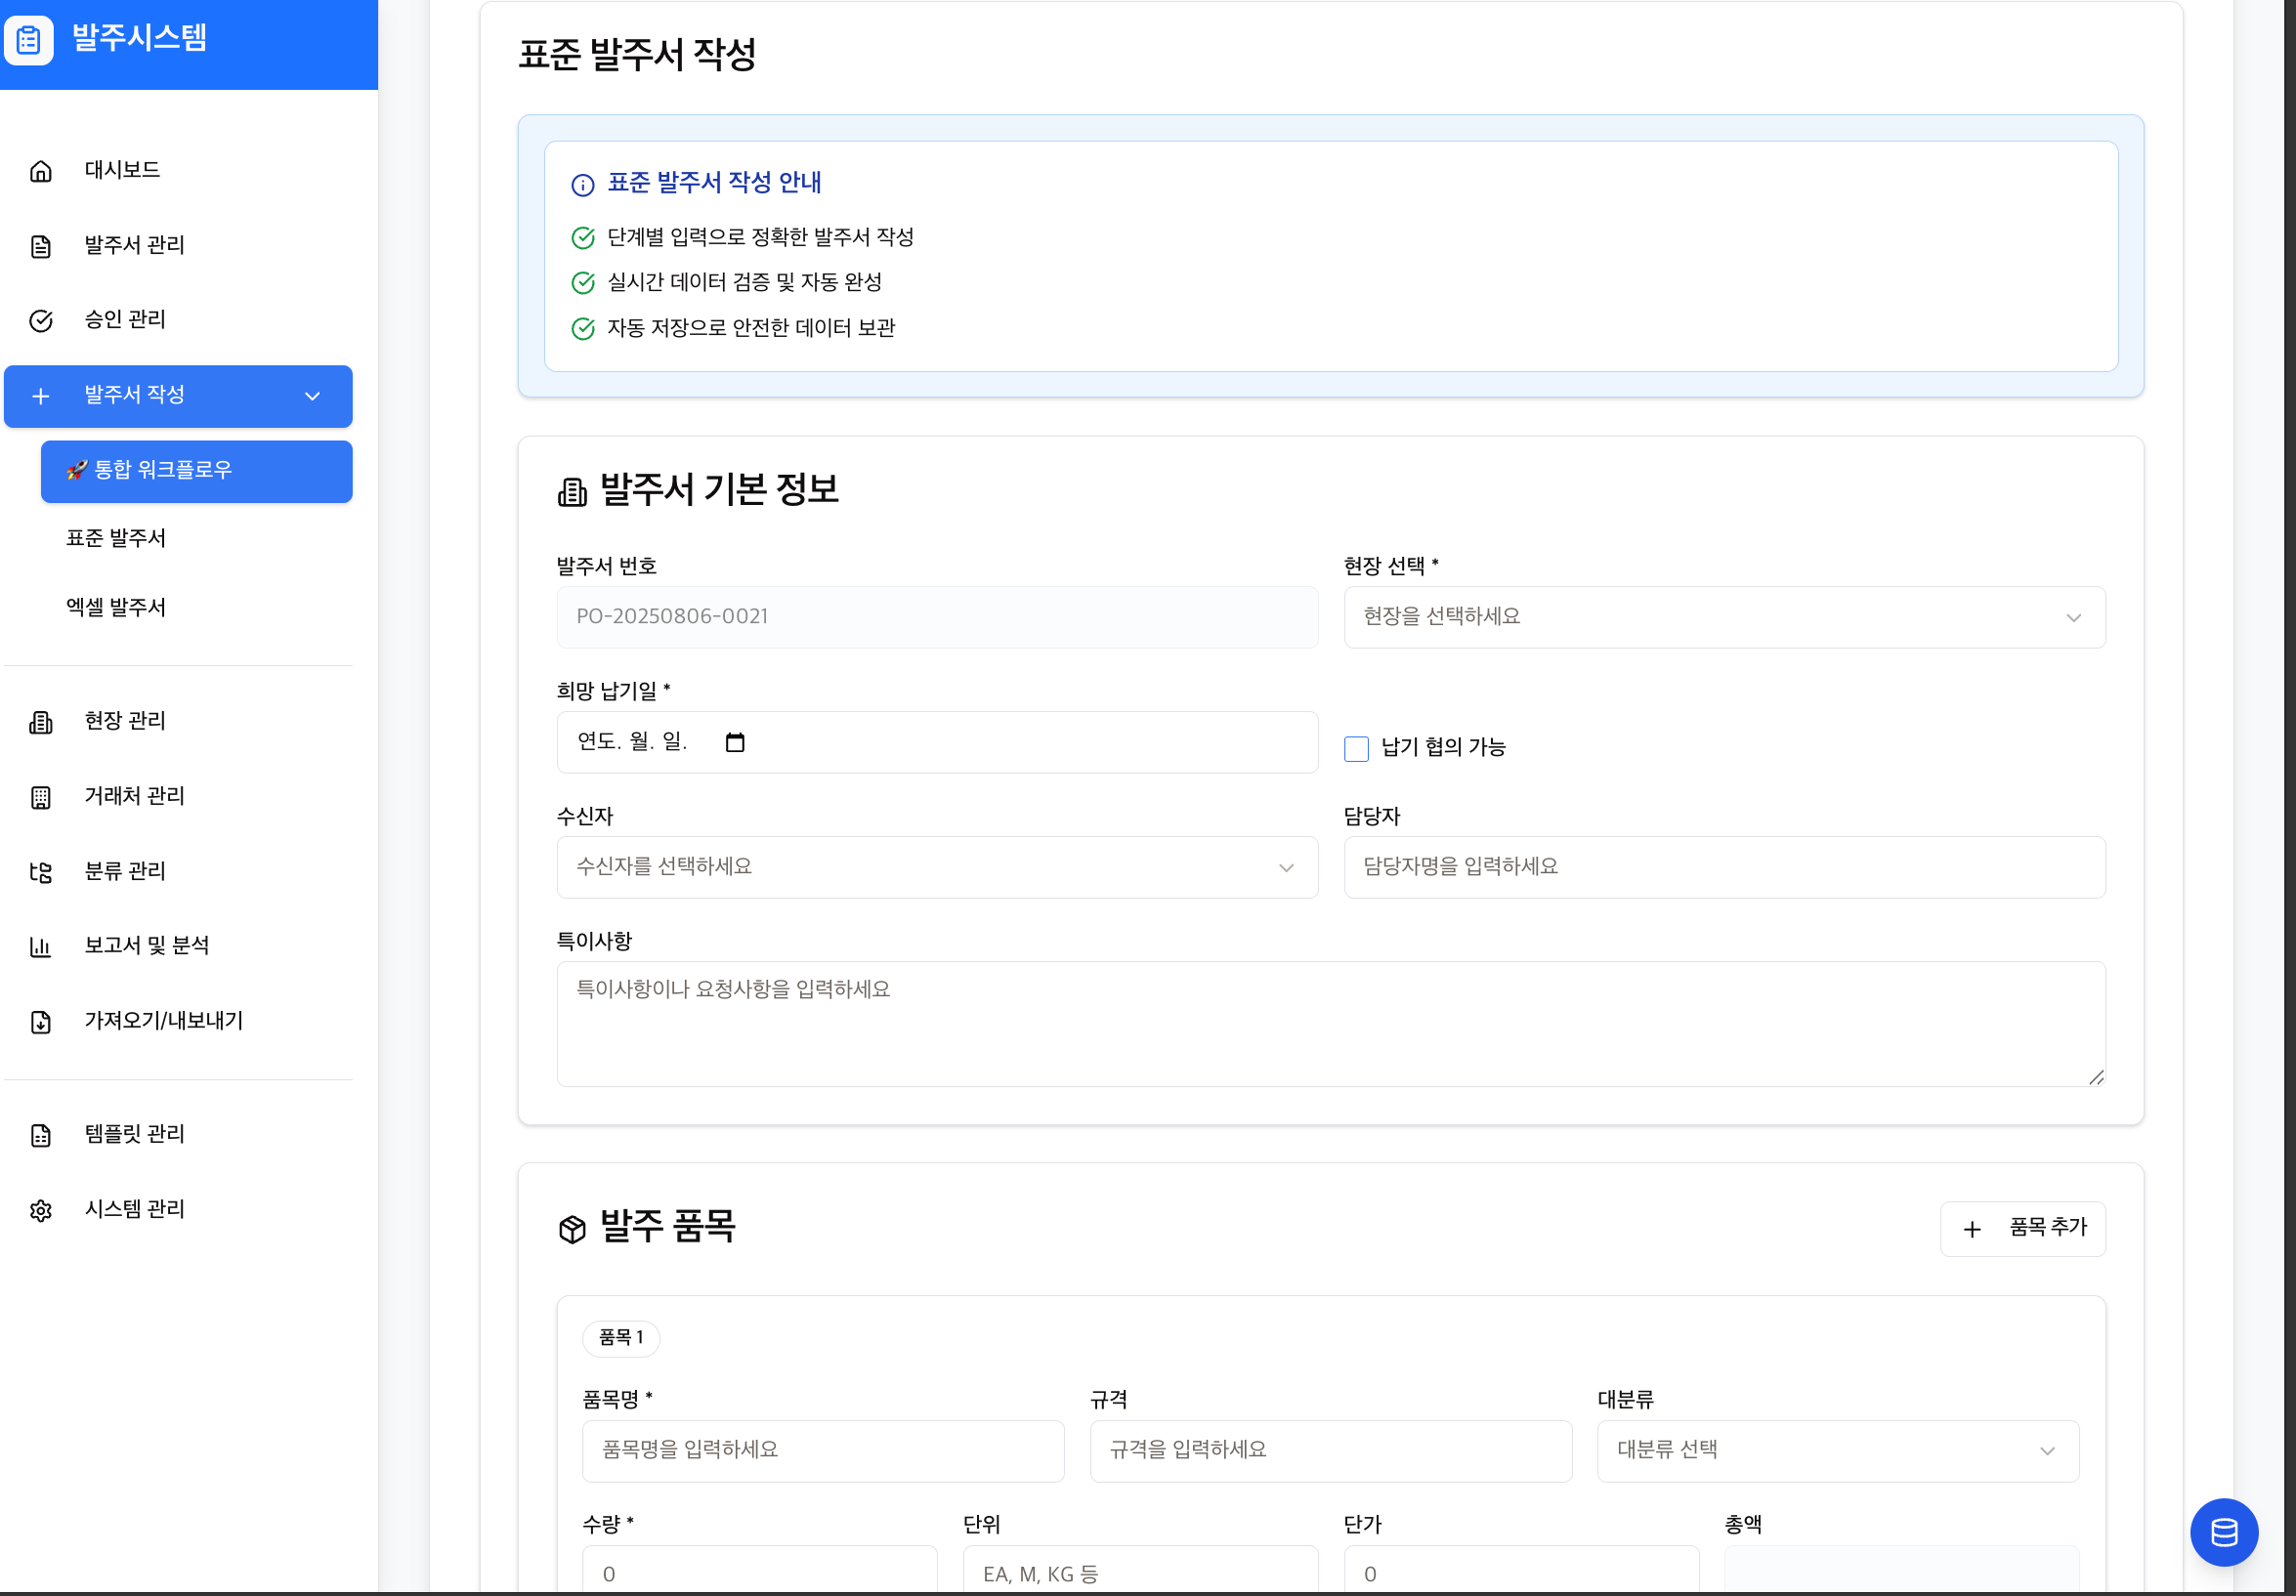 발주시스템
대시보드
발주서 관리
승인 관리
발주서 작성
🚀 통합 워크플로우
표준 발주서
엑셀 발주서
현장 관리
거래처 관리
분류 관리
보고서 및 분석
가져오기/내보내기
템플릿 관리
시스템 관리
표준 발주서 작성
표준 발주서 작성 안내
단계별 입력으로 정확한 발주서 작성
실시간 데이터 검증 및 자동 완성
자동 저장으로 안전한 데이터 보관
발주서 기본 정보
발주서 번호
PO-20250806-0021
현장 선택 *
현장을 선택하세요
희망 납기일 *
연도. 월. 일.
납기 협의 가능
수신자
수신자를 선택하세요
담당자
담당자명을 입력하세요
특이사항
특이사항이나 요청사항을 입력하세요
발주 품목
품목 추가
품목 1
품목명 *
품목명을 입력하세요
규격
규격을 입력하세요
대분류
대분류 선택
수량 *
0
단위
EA, M, KG 등
단가
0
총액